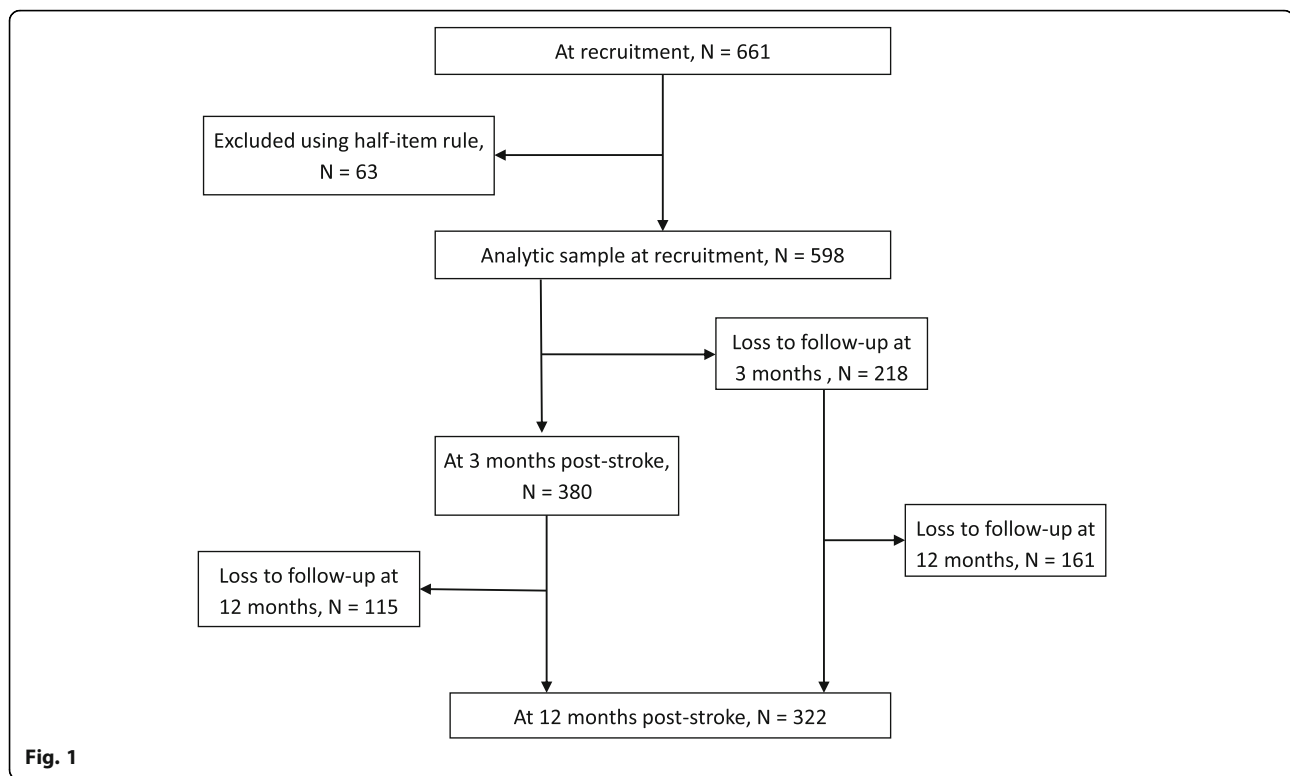 At recruitment, N = 661
Excluded using half-item rule,
N = 63
Analytic sample at recruitment, N = 598
Loss to follow-up at
3 months , N = 218
At 3 months post-stroke,
N = 380
Loss to follow-up at
12 months, N = 161
Loss to follow-up at
12 months, N = 115
At 12 months post-stroke, N = 322
Fig. 1